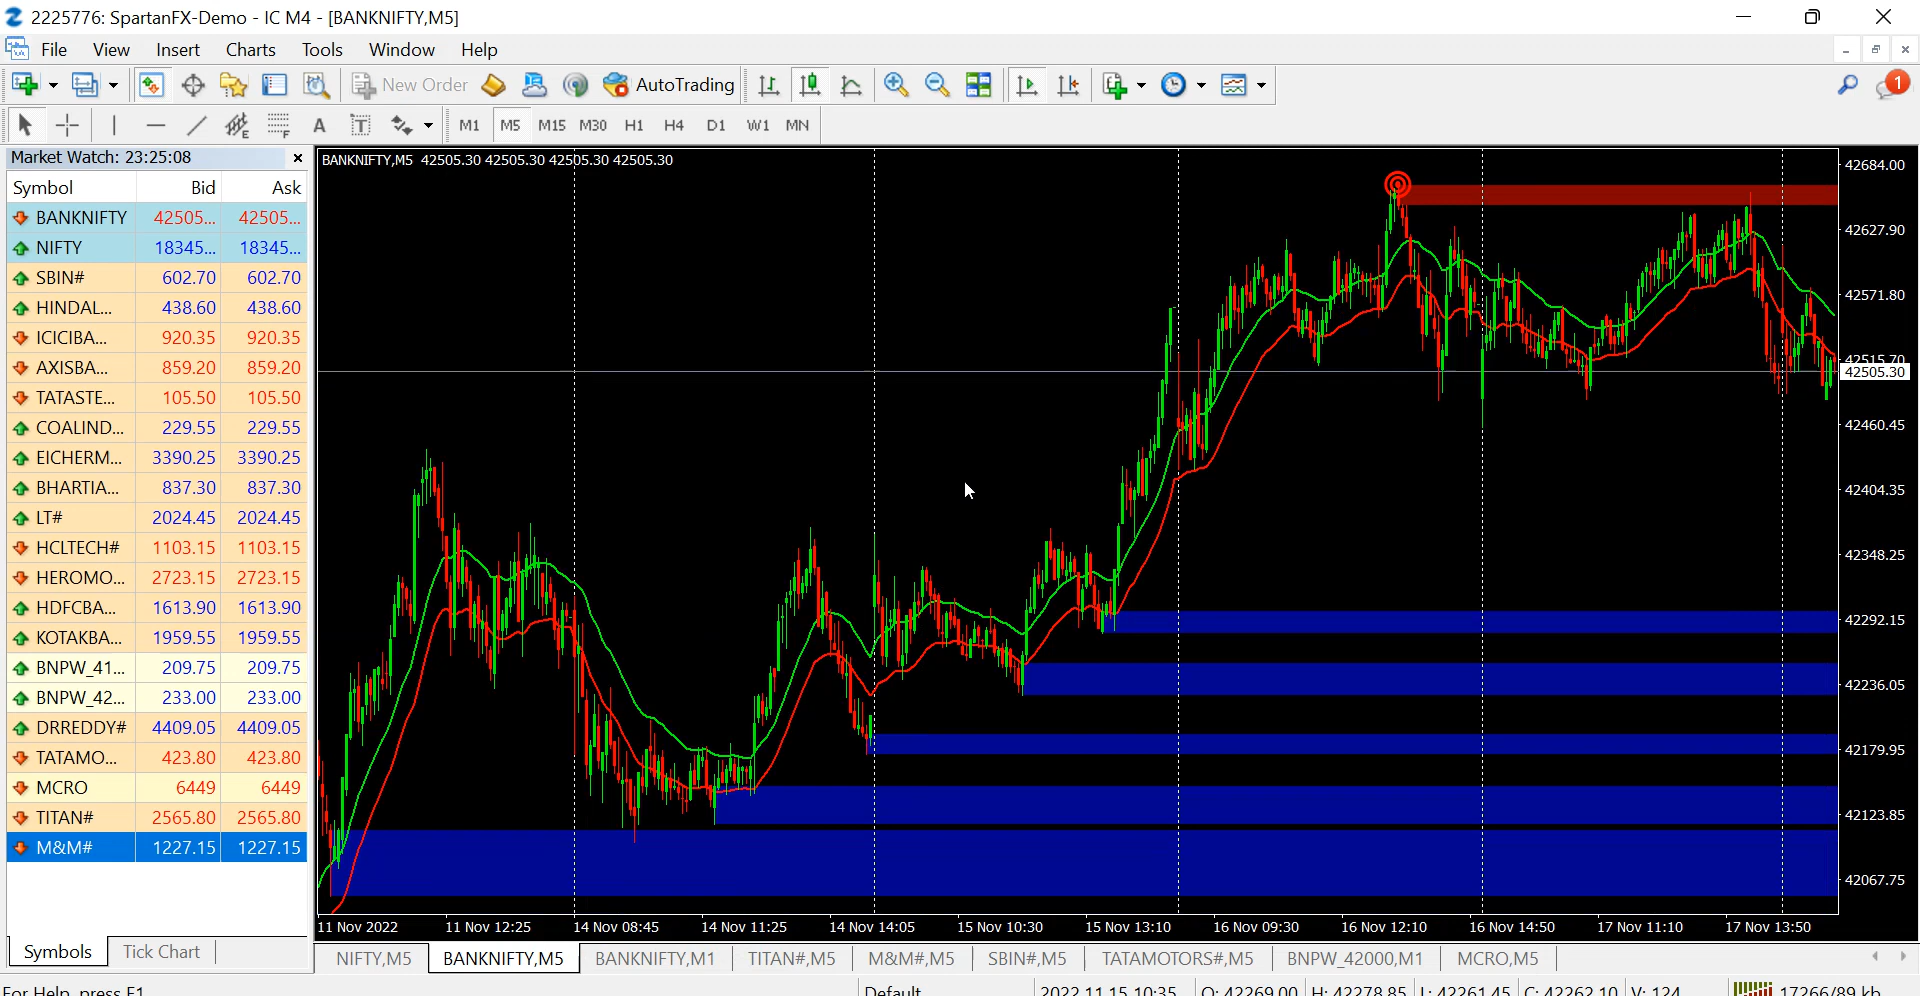 2225776: SpartanFX-Demo - IC M4 - [BANKNIFTY,M5]
File View Insert Charts Tools Window Help
New Order AutoTrading 1
A T M1 M5 M15 M30 H1 H4 D1 W1 MN
Market Watch: 23:25:08
Symbol Bid Ask
BANKNIFTY 42505... 42505...
NIFTY 18345... 18345...
SBIN# 602.70 602.70
HINDAL... 438.60 438.60
ICICIBA... 920.35 920.35
AXISBA... 859.20 859.20
TATASTE... 105.50 105.50
COALIND... 229.55 229.55
EICHERM... 3390.25 3390.25
BHARTIA... 837.30 837.30
LT# 2024.45 2024.45
HCLTECH# 1103.15 1103.15
HEROMO... 2723.15 2723.15
HDFCBA... 1613.90 1613.90
KOTAKBA... 1959.55 1959.55
BNPW_41... 209.75 209.75
BNPW_42... 233.00 233.00
DRREDDY# 4409.05 4409.05
TATAMO... 423.80 423.80
MCRO 6449 6449
TITAN# 2565.80 2565.80
M&M# 1227.15 1227.15
Symbols Tick Chart
BANKNIFTY,M5 42505.30 42505.30 42505.30 42505.30
42684.00
42627.90
42571.80
42515.70
42505.30
42460.45
42404.35
42348.25
42292.15
42236.05
42179.95
42123.85
42067.75
11 Nov 2022 11 Nov 12:25 14 Nov 08:45 14 Nov 11:25 14 Nov 14:05 15 Nov 10:30 15 Nov 13:10 16 Nov 09:30 16 Nov 12:10 16 Nov 14:50 17 Nov 11:10 17 Nov 13:50
NIFTY,M5 BANKNIFTY,M5 BANKNIFTY,M1 TITAN#,M5 M&M#,M5 SBIN#,M5 TATAMOTORS#,M5 BNPW_42000,M1 MCRO,M5
For Help, press F1 Default 2022.11.15 10:35 O: 42269.00 H: 42278.85 L: 42261.45 C: 42262.10 V: 124 17266/89 kb